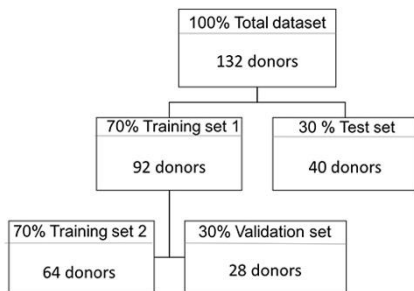 100% Total dataset
132 donors
70% Training set 1
92 donors
30 % Test set
40 donors
70% Training set 2
64 donors
30% Validation set
28 donors